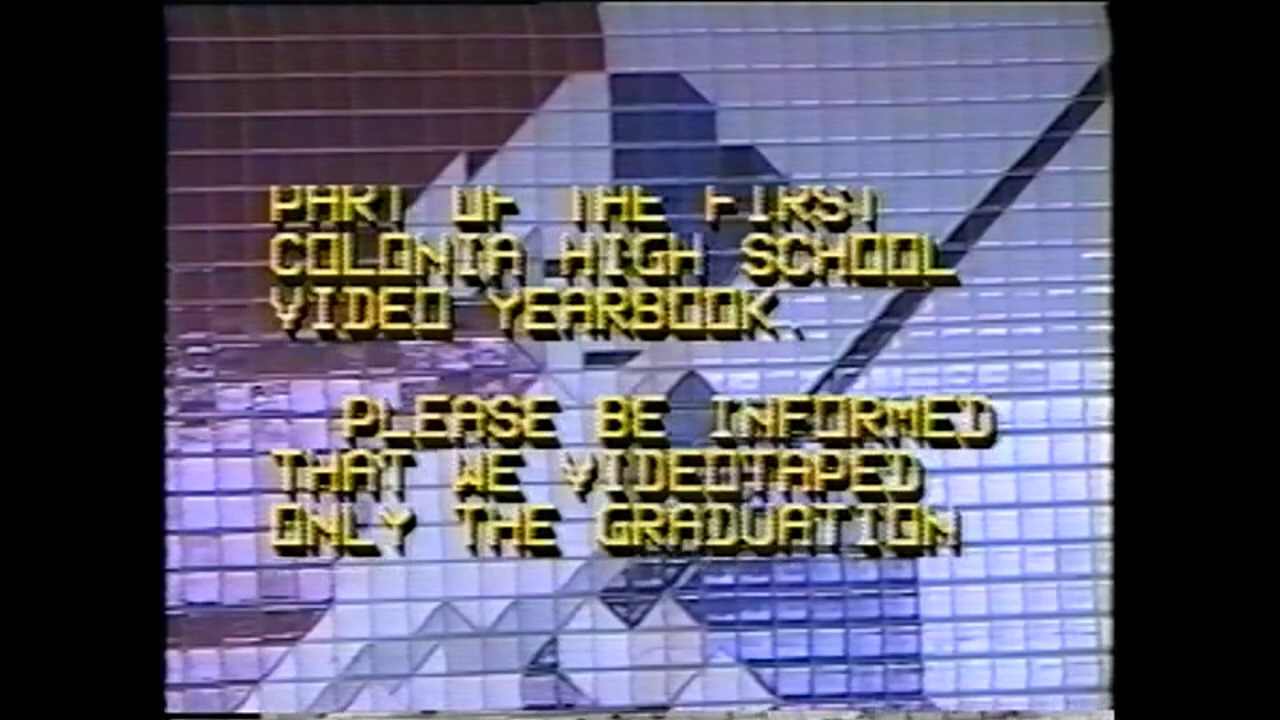 PART OF THE FIRST
COLONIA HIGH SCHOOL
VIDEO YEARBOOK.
PLEASE BE INFORMED
THAT WE VIDEOTAPED
ONLY THE GRADUATION